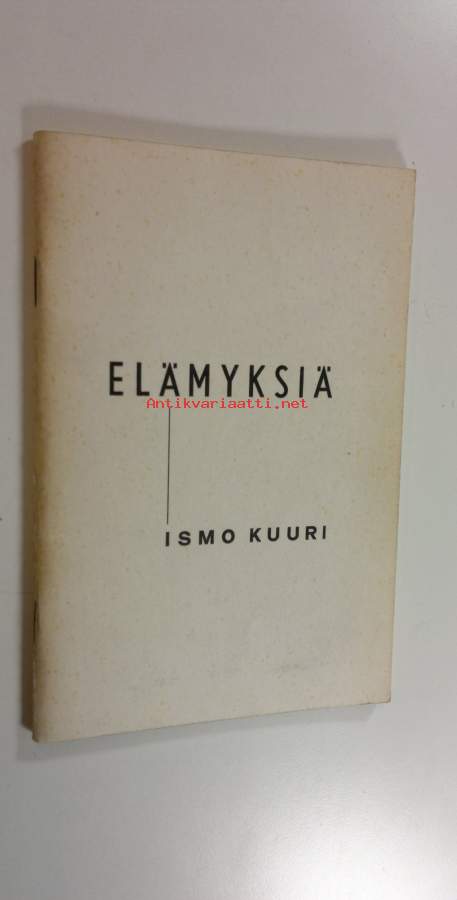 ELÄMYKSIÄ
Antikvariaatti.net
ISMO KUURI